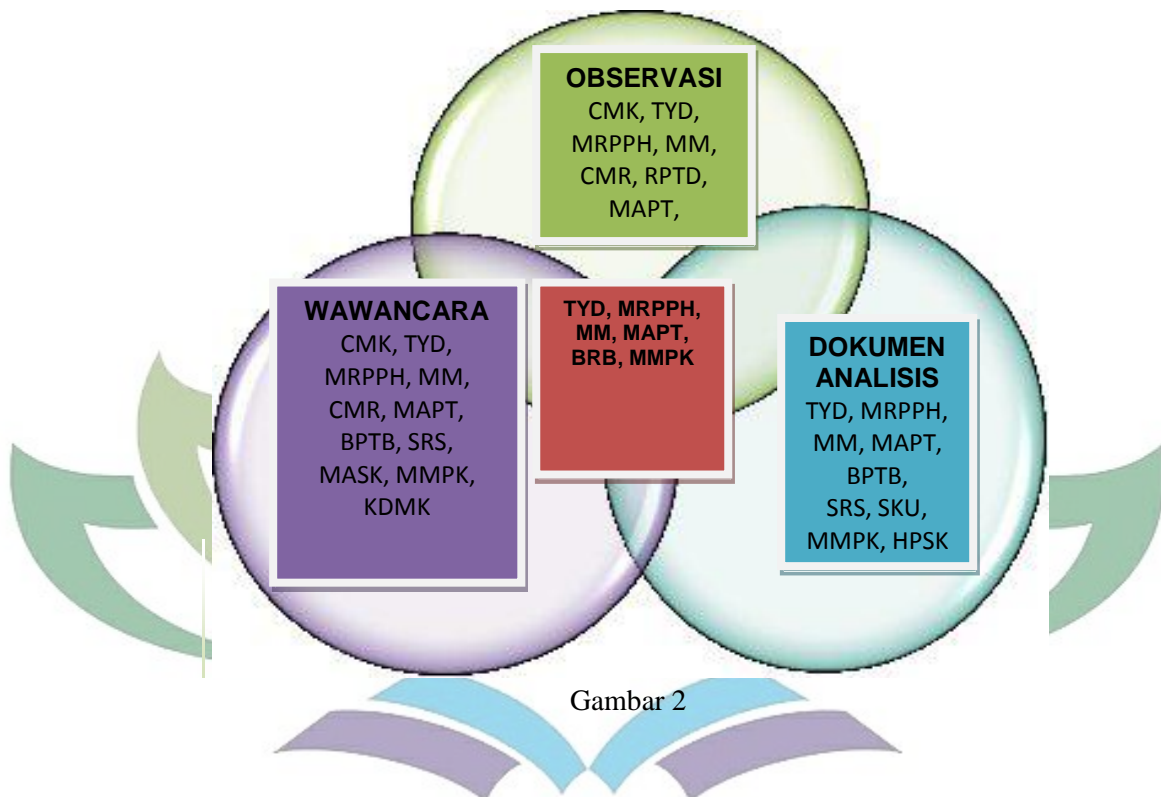 OBSERVASI
CMK, TYD,
MRPPH, MM,
CMR, RPTD,
MAPT,
WAWANCARA
CMK, TYD,
MRPPH, MM,
CMR, MAPT,
BPTB, SRS,
MASK, MMPK,
KDMK
TYD, MRPPH,
MM, MAPT,
BRB, MMPK
DOKUMEN
ANALISIS
TYD, MRPPH,
MM, MAPT,
BPTB,
SRS, SKU,
MMPK, HPSK
Gambar 2